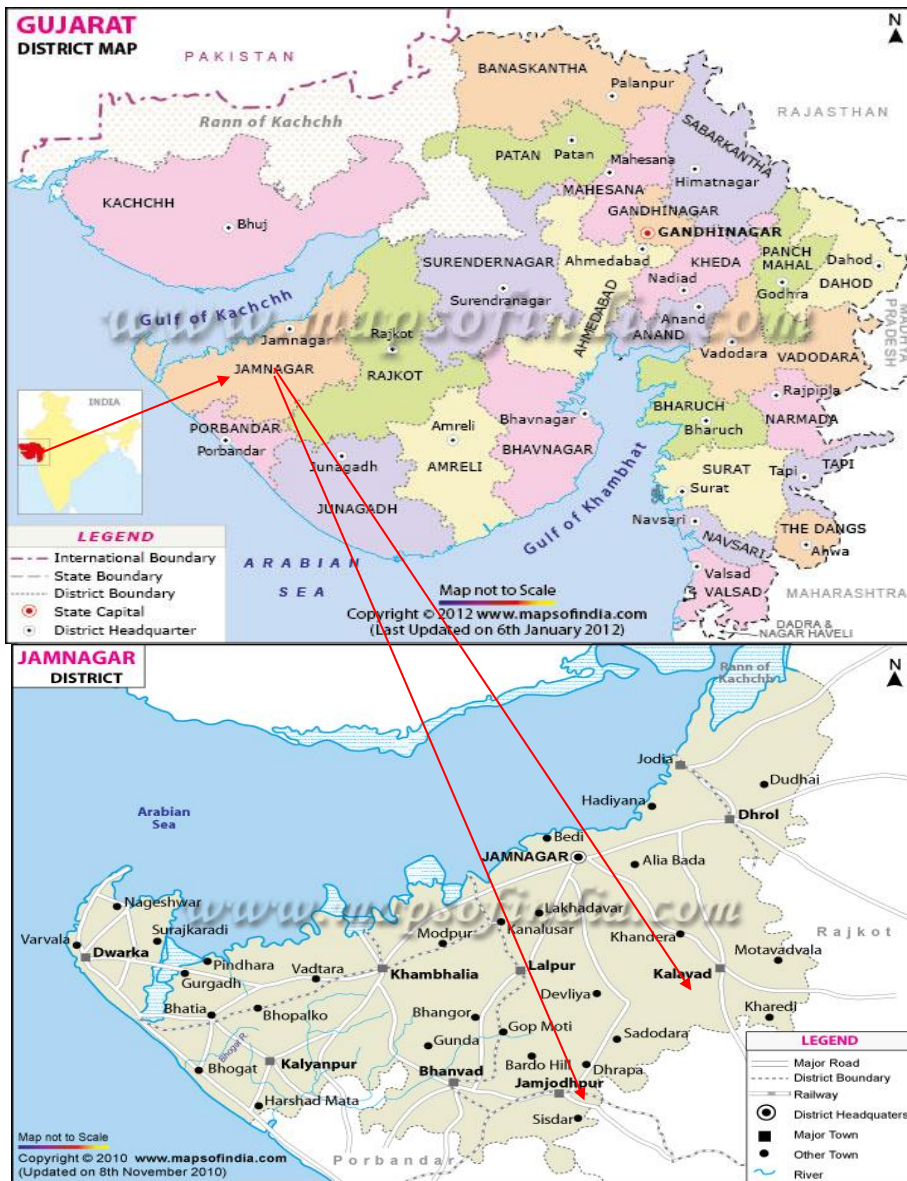 GUJARAT
DISTRICT MAP
N
PAKISTAN
RAJASTHAN
Rann of Kachchh
BANASKANTHA
Palanpur
PATAN
Patan
SABARKANTHA
Mahesana
MAHESANA
Himatnagar
KACHCHH
Bhuj
GANDHINAGAR
GANDHINAGAR
SURENDERNAGAR
Surendranagar
Ahmedabad
AHMEDABAD
KHEDA
Nadiad
PANCH
MAHAL
Godhra
Dahod
DAHOD
Gulf of Kachchh
www.mapsofindia.com
Jamnagar
JAMNAGAR
Rajkot
RAJKOT
Anand
ANAND
Vadodara
VADODARA
MADHYA
PRADESH
INDIA
PORBANDAR
Porbandar
Junagadh
JUNAGADH
Amreli
AMRELI
Bhavnagar
BHAVNAGAR
Rajpipla
NARMADA
BHARUCH
Bharuch
SURAT
Surat
Tapi
TAPI
Gulf of Khambhat
Navsari
NAVSARI
THE DANGS
Ahwa
Valsad
VALSAD
MAHARASHTRA
DADRA &
NAGAR HAVELI
ARABIAN
SEA
LEGEND
International Boundary
State Boundary
District Boundary
State Capital
District Headquarter
Map not to Scale
Copyright © 2012 www.mapsofindia.com
(Last Updated on 6th January 2012)
JAMNAGAR
DISTRICT
Rann of
Kachchh
N
Arabian
Sea
Jodia
Dudhai
Hadiyana
Dhrol
Bedi
JAMNAGAR
Alia Bada
www.mapsofindia.com
Nageshwar
Lakhadavar
Kanalusar
Khandera
Rajkot
Varvala
Surajkaradi
Modpur
Motavadvala
Dwarka
Pindhara
Gurgadh
Vadtara
Khambhalia
Lalpur
Kalavad
Devliya
Bhatia
Bhopalko
Bhangor
Kharedi
Gop Moti
Bhogat R.
Gunda
Sadodara
Bhogat
Kalyanpur
Bhanvad
Bardo Hill
Dhrapa
Jamjodhpur
Harshad Mata
Sisdar
Porbandar
LEGEND
Major Road
District Boundary
Railway
District Headquaters
Major Town
Other Town
River
Map not to Scale
Copyright © 2010 www.mapsofindia.com
(Updated on 8th November 2010)